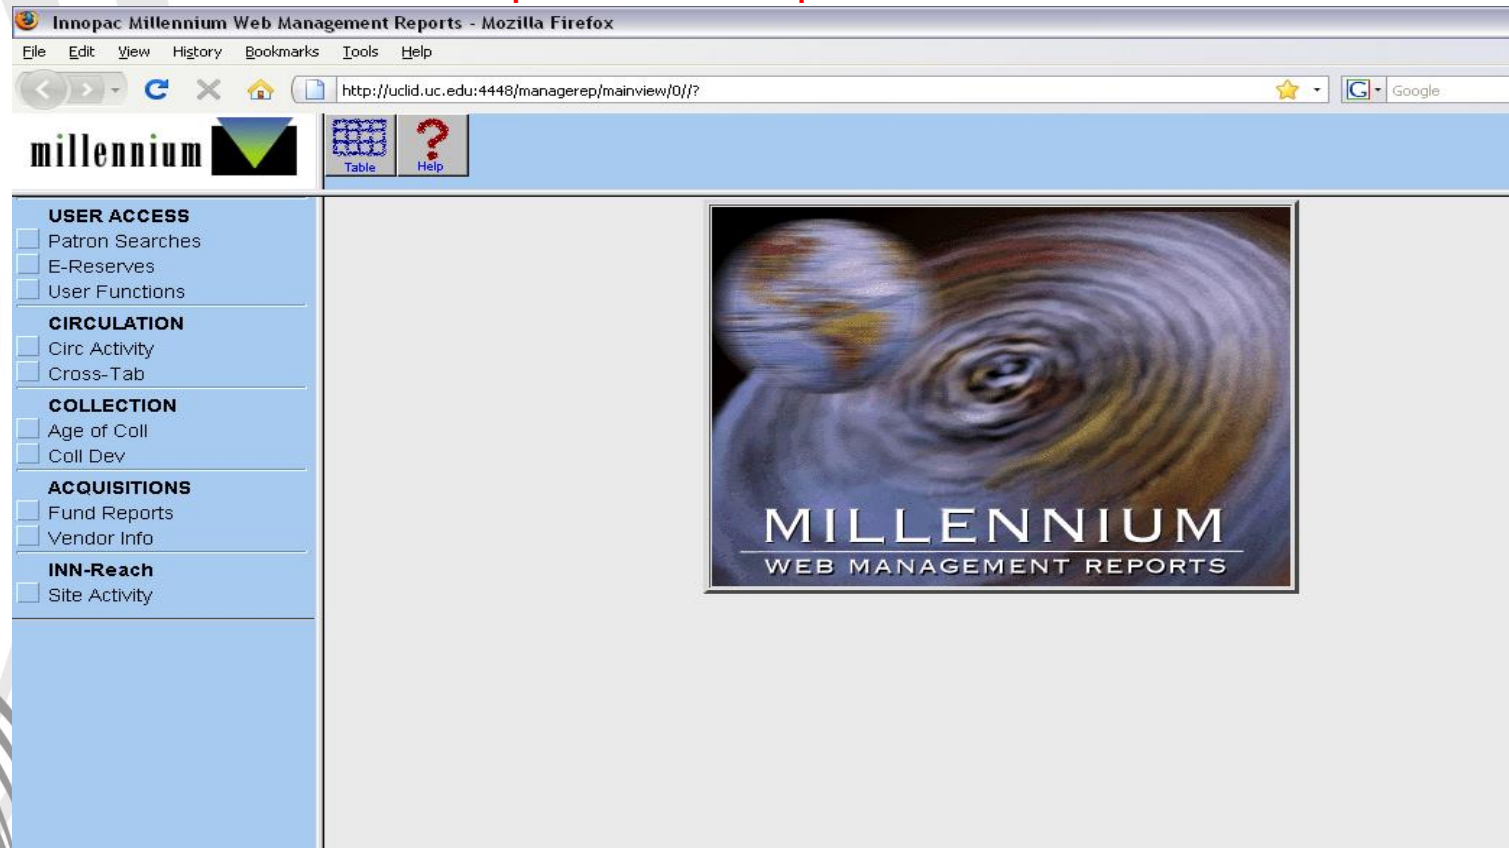 Innopac Millennium Web Management Reports - Mozilla Firefox
File Edit View History Bookmarks Tools Help
http://uclid.uc.edu:4448/managerep/mainview/0//?
G Google
millennium
Table Help
USER ACCESS
Patron Searches
E-Reserves
User Functions
CIRCULATION
Circ Activity
Cross-Tab
COLLECTION
Age of Coll
Coll Dev
ACQUISITIONS
Fund Reports
Vendor Info
INN-Reach
Site Activity
MILLENNIUM
WEB MANAGEMENT REPORTS